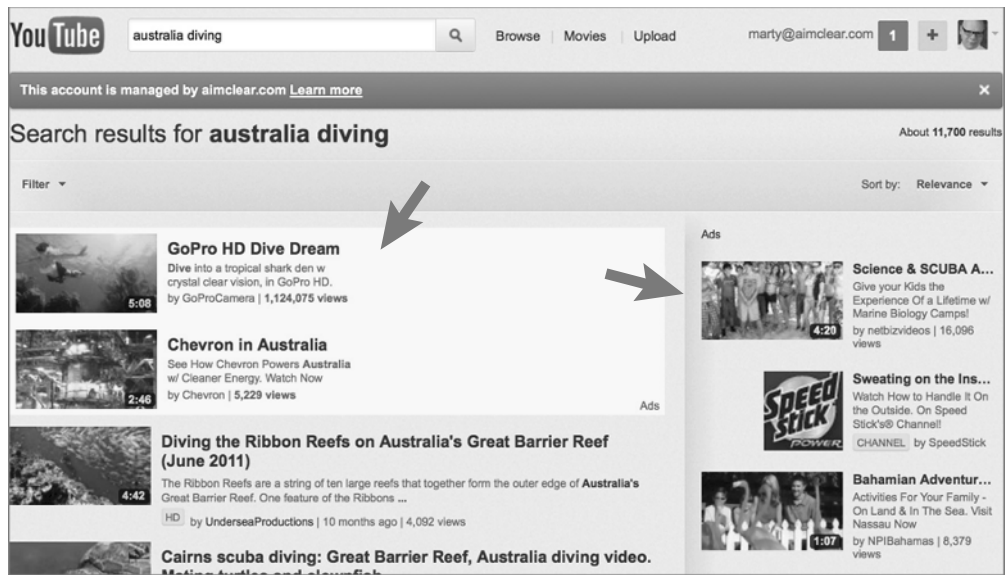 YouTube
australia diving
Browse | Movies | Upload
marty@aimclear.com 1 +
This account is managed by aimclear.com Learn more ×
Search results for australia diving
About 11,700 results
Filter
Sort by: Relevance
5:08
GoPro HD Dive Dream
Dive into a tropical shark den w
crystal clear vision, in GoPro HD.
by GoProCamera | 1,124,075 views
2:46
Chevron in Australia
See How Chevron Powers Australia
w/ Cleaner Energy. Watch Now
by Chevron | 5,229 views
Ads
4:42
Diving the Ribbon Reefs on Australia's Great Barrier Reef
(June 2011)
The Ribbon Reefs are a string of ten large reefs that together form the outer edge of Australia's
Great Barrier Reef. One feature of the Ribbons ...
HD by UnderseaProductions | 10 months ago | 4,092 views
Cairns scuba diving: Great Barrier Reef, Australia diving video.
Mating turtles and clownfish
Ads
4:20
Science & SCUBA A...
Give your Kids the
Experience Of a Lifetime w/
Marine Biology Camps!
by netbizvideos | 16,096
views
Speed
Stick
POWER
Sweating on the Ins...
Watch How to Handle It On
the Outside. On Speed
Stick's® Channel!
CHANNEL by SpeedStick
1:07
Bahamian Adventur...
Activities For Your Family -
On Land & In The Sea. Visit
Nassau Now
by NPIBahamas | 8,379
views